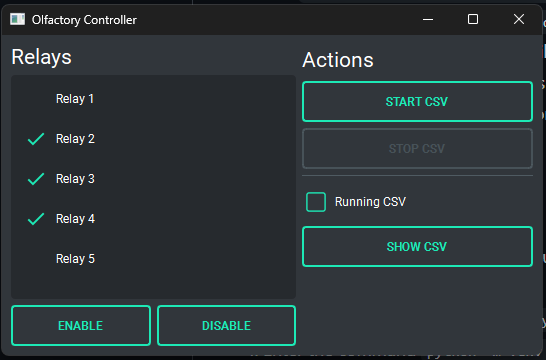 Olfactory Controller
Relays
Relay 1
Relay 2
Relay 3
Relay 4
Relay 5
ENABLE
DISABLE
Actions
START CSV
STOP CSV
Running CSV
SHOW CSV